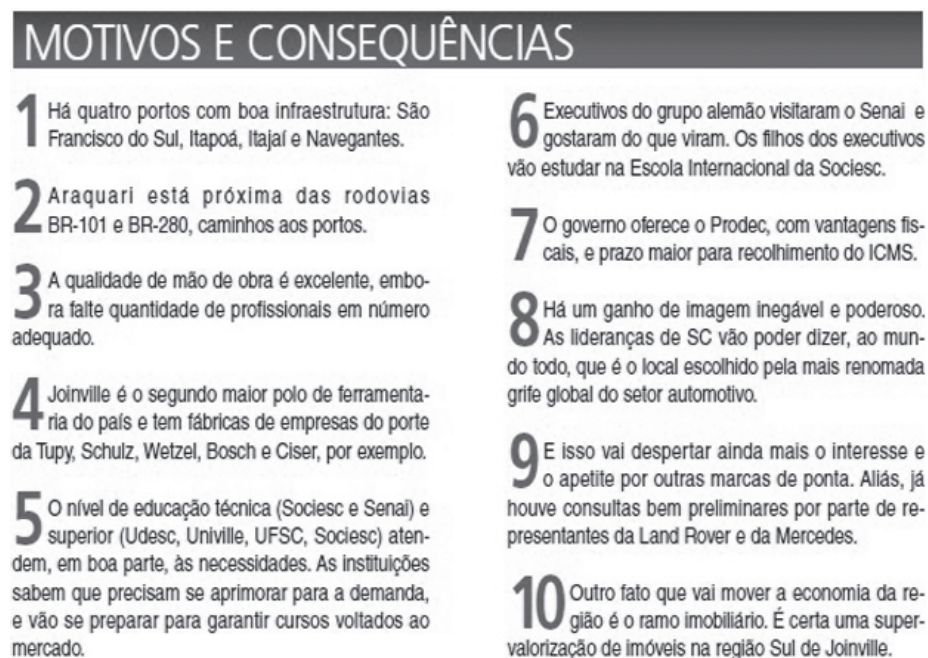 MOTIVOS E CONSEQUÊNCIAS
1 Há quatro portos com boa infraestrutura: São
Francisco do Sul, Itapoá, Itajaí e Navegantes.
2 Araquari está próxima das rodovias
BR-101 e BR-280, caminhos aos portos.
3 A qualidade de mão de obra é excelente, embo-
ra falte quantidade de profissionais em número
adequado.
4 Joinville é o segundo maior polo de ferramenta-
ria do país e tem fábricas de empresas do porte
da Tupy, Schulz, Wetzel, Bosch e Ciser, por exemplo.
5 O nível de educação técnica (Sociesc e Senai) e
superior (Udesc, Univille, UFSC, Sociesc) aten-
dem, em boa parte, às necessidades. As instituições
sabem que precisam se aprimorar para a demanda,
e vão se preparar para garantir cursos voltados ao
mercado.
6 Executivos do grupo alemão visitaram o Senai e
gostaram do que viram. Os filhos dos executivos
vão estudar na Escola Internacional da Sociesc.
7 O governo oferece o Prodec, com vantagens fis-
cais, e prazo maior para recolhimento do ICMS.
8 Há um ganho de imagem inegável e poderoso.
As lideranças de SC vão poder dizer, ao mun-
do todo, que é o local escolhido pela mais renomada
grife global do setor automotivo.
9 E isso vai despertar ainda mais o interesse e
o apetite por outras marcas de ponta. Aliás, já
houve consultas bem preliminares por parte de re-
presentantes da Land Rover e da Mercedes.
10 Outro fato que vai mover a economia da re-
gião é o ramo imobiliário. É certa uma super-
valorização de imóveis na região Sul de Joinville.